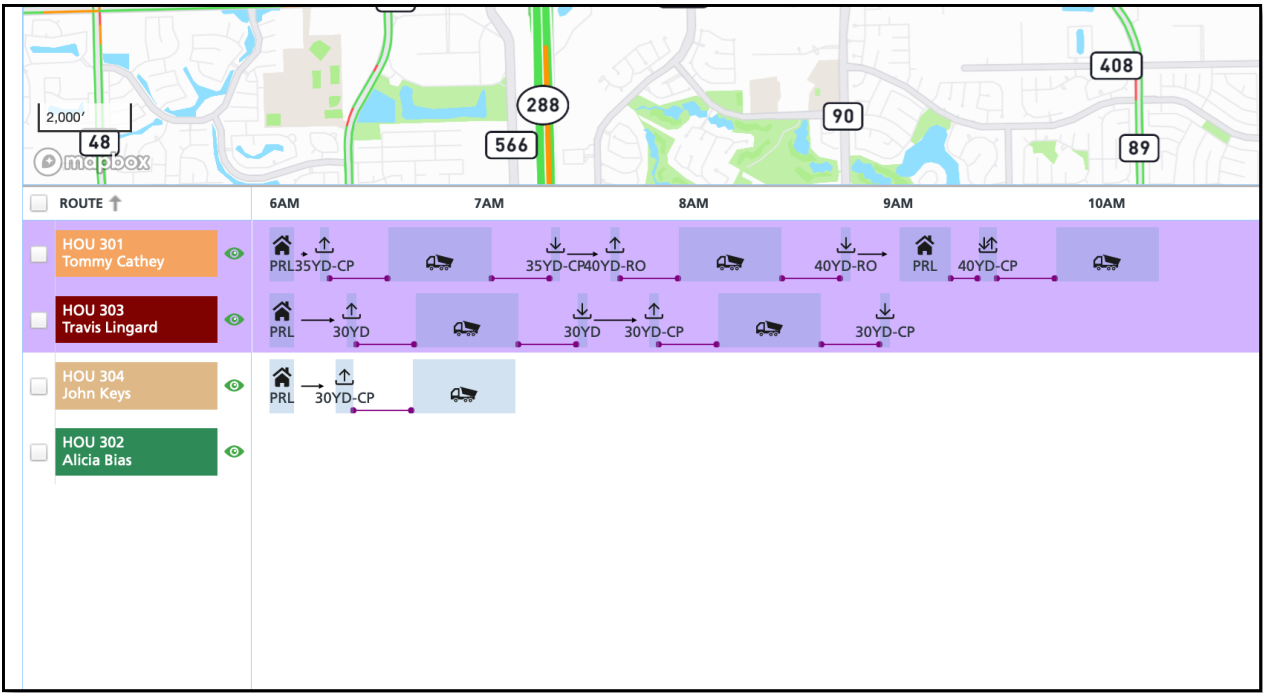 288
408
2,000'
90
48
566
89
mapbox
ROUTE 6AM 7AM 8AM 9AM 10AM
HOU 301
Tommy Cathey
PRL 35YD-CP 35YD-CP 40YD-RO 40YD-RO PRL 40YD-CP
HOU 303
Travis Lingard
PRL 30YD 30YD 30YD-CP 30YD-CP
HOU 304
John Keys
PRL 30YD-CP
HOU 302
Alicia Bias